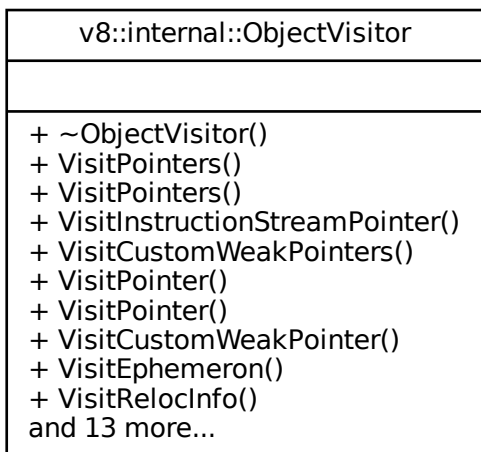 v8::internal::ObjectVisitor
+ ~ObjectVisitor()
+ VisitPointers()
+ VisitPointers()
+ VisitInstructionStreamPointer()
+ VisitCustomWeakPointers()
+ VisitPointer()
+ VisitPointer()
+ VisitCustomWeakPointer()
+ VisitEphemeron()
+ VisitRelocInfo()
and 13 more...